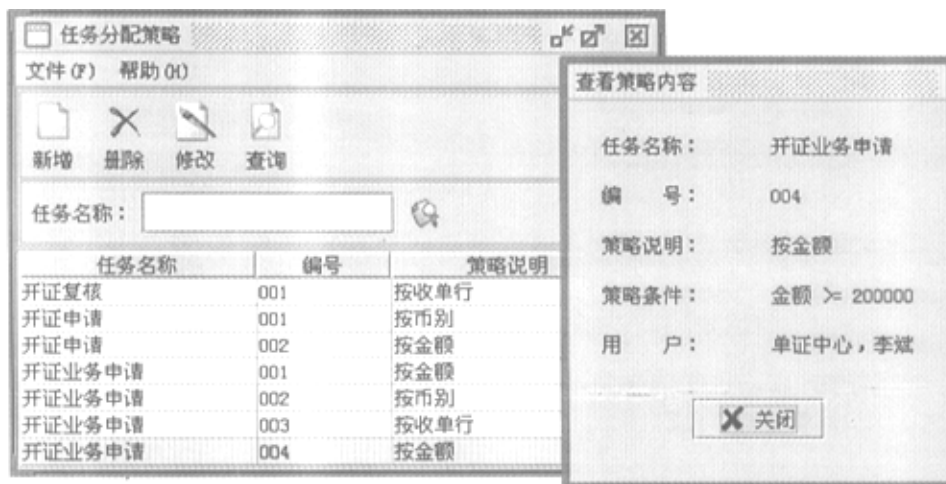 任务分配策略
文件(F) 帮助(H)
新增 删除 修改 查询
任务名称：
任务名称 编号 策略说明
开证复核 001 按收单行
开证申请 001 按币别
开证申请 002 按金额
开证业务申请 001 按金额
开证业务申请 002 按币别
开证业务申请 003 按收单行
开证业务申请 004 按金额
查看策略内容
任务名称： 开证业务申请
编 号： 004
策略说明： 按金额
策略条件： 金额 >= 200000
用 户： 单证中心，李斌
关闭